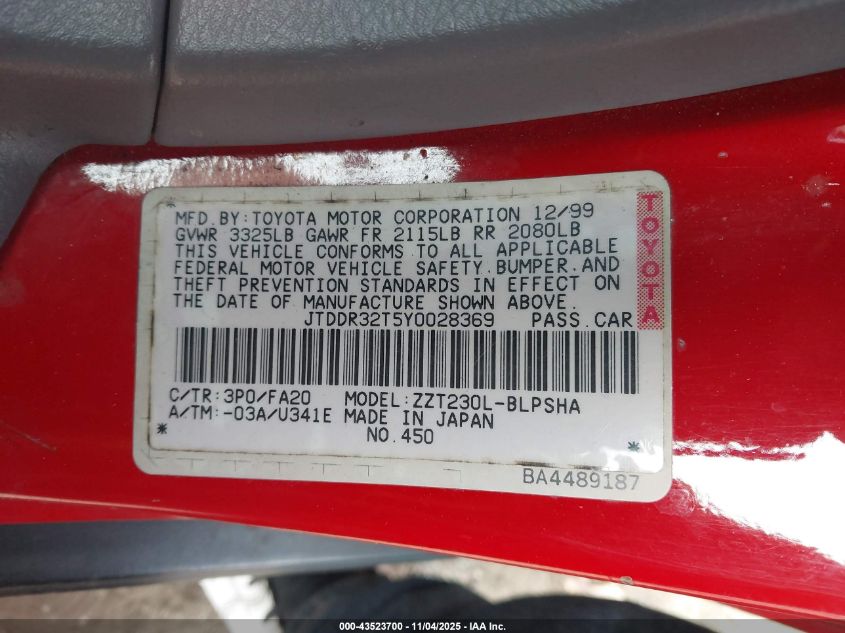 MFD.BY:TOYOTA MOTOR CORPORATION 12/99
GVWR 3325LB GAWR FR 2115LB RR 2080LB
THIS VEHICLE CONFORMS TO ALL APPLICABLE
FEDERAL MOTOR VEHICLE SAFETY.BUMPER.AND
THEFT PREVENTION STANDARDS IN EFFECT ON
THE DATE OF MANUFACTURE SHOWN ABOVE.
JTDDR32T5Y0028369 PASS.CAR
TOYOTA
C/TR:3P0/FA20 MODEL:ZZT230L-BLPSHA
A/TM:-03A/U341E MADE IN JAPAN
NO.450
* *
BA4489187
000-43523700 - 11/04/2025 - IAA Inc.